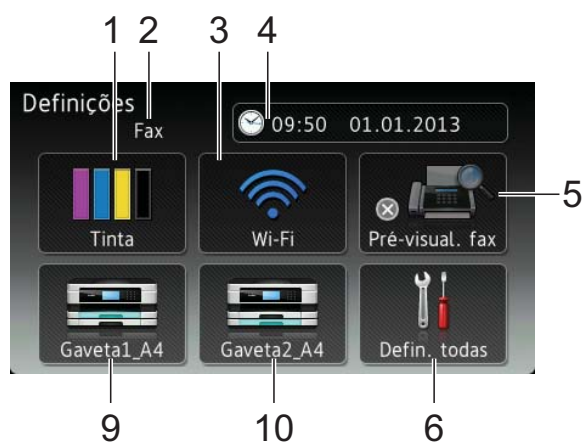 1 2 3 4
Definições
Fax
09:50 01.01.2013
5
Tinta Wi-Fi Pré-visual. fax
Gaveta1_A4 Gaveta2_A4 Defin. todas
9 10 6